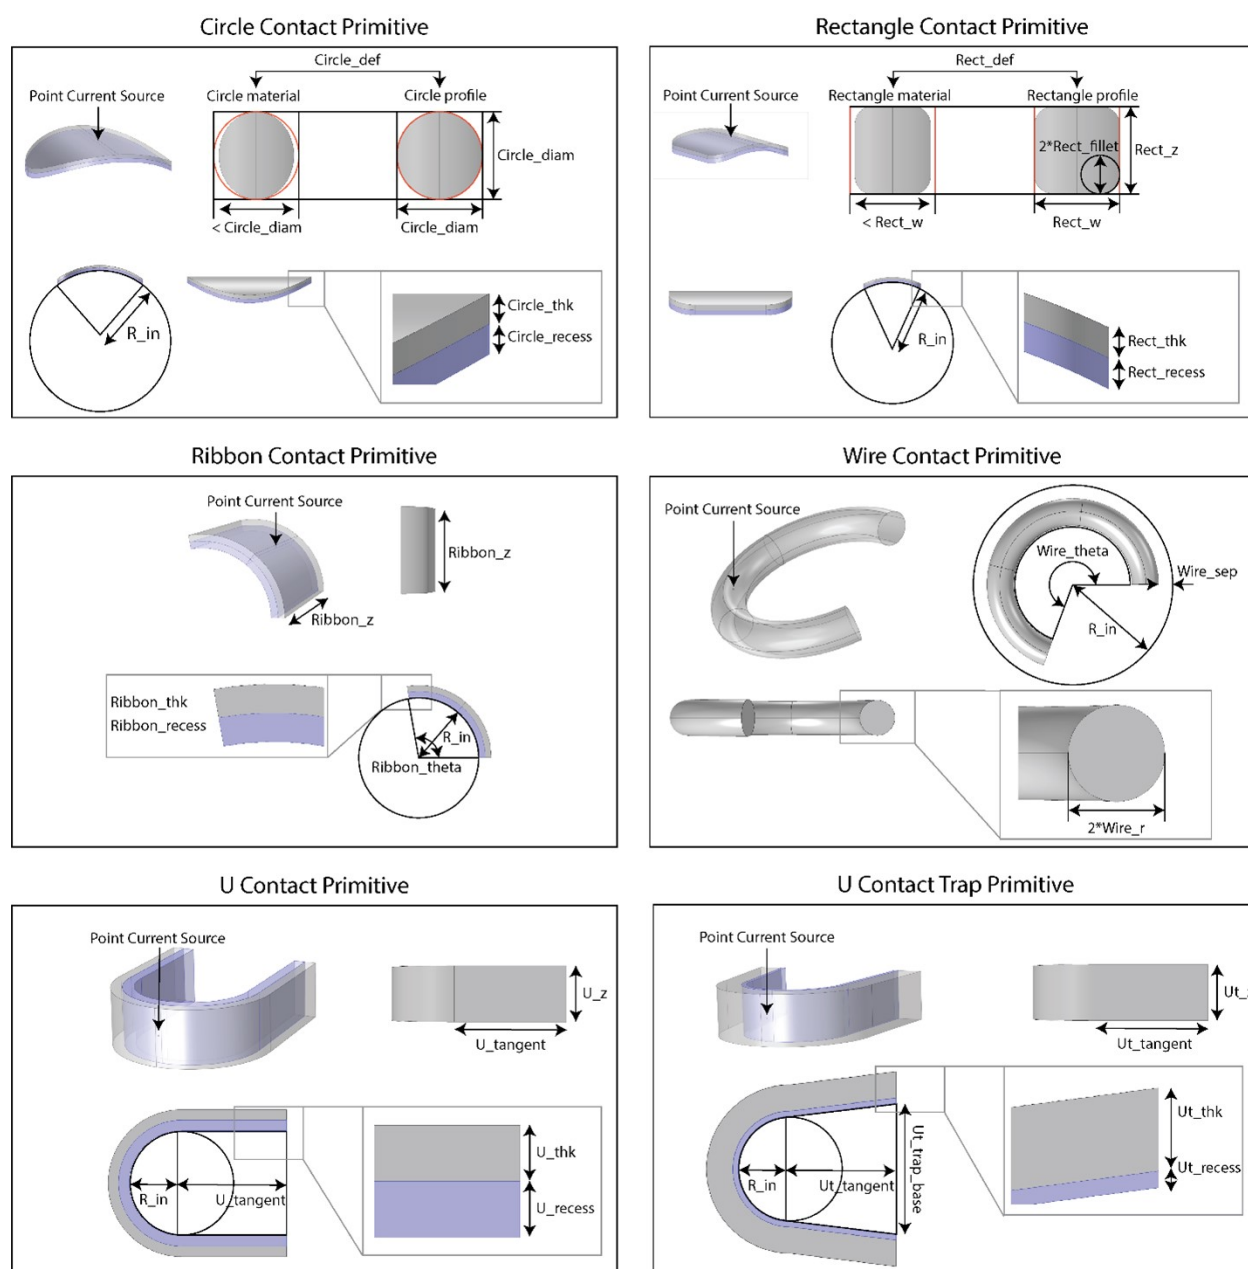 Circle Contact Primitive
Circle_def
Point Current Source
Circle material
Circle profile
Circle_diam
< Circle_diam
R_in
Circle_thk
Circle_recess
Rectangle Contact Primitive
Rect_def
Point Current Source
Rectangle material
Rectangle profile
2*Rect_fillet
Rect_z
< Rect_w
Rect_w
R_in
Rect_thk
Rect_recess
Ribbon Contact Primitive
Point Current Source
Ribbon_z
Ribbon_z
Ribbon_thk
Ribbon_recess
R_in
Ribbon_theta
Wire Contact Primitive
Point Current Source
Wire_theta
Wire_sep
R_in
2*Wire_r
U Contact Primitive
Point Current Source
U_z
U_tangent
R_in
U_tangent
U_thk
U_recess
U Contact Trap Primitive
Point Current Source
Ut_tangent
R_in
Ut_tangent
Ut_trap_base
Ut_thk
Ut_recess